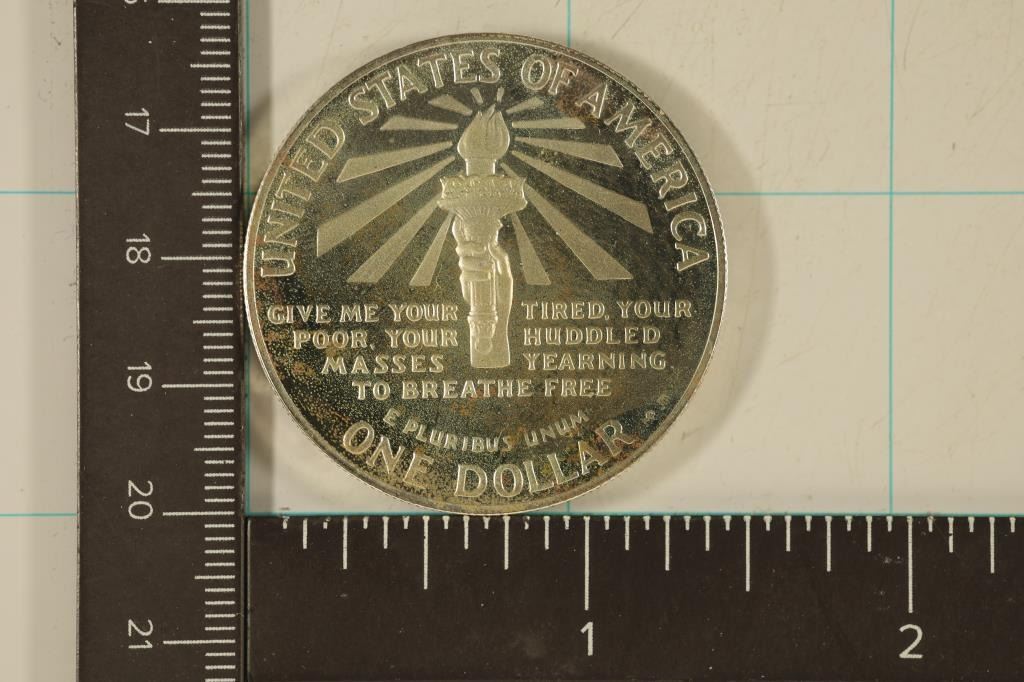 UNITED STATES OF AMERICA
GIVE ME YOUR TIRED, YOUR
POOR, YOUR HUDDLED
MASSES YEARNING
TO BREATHE FREE
E PLURIBUS UNUM
ONE DOLLAR
17
18
19
20
21
1
2